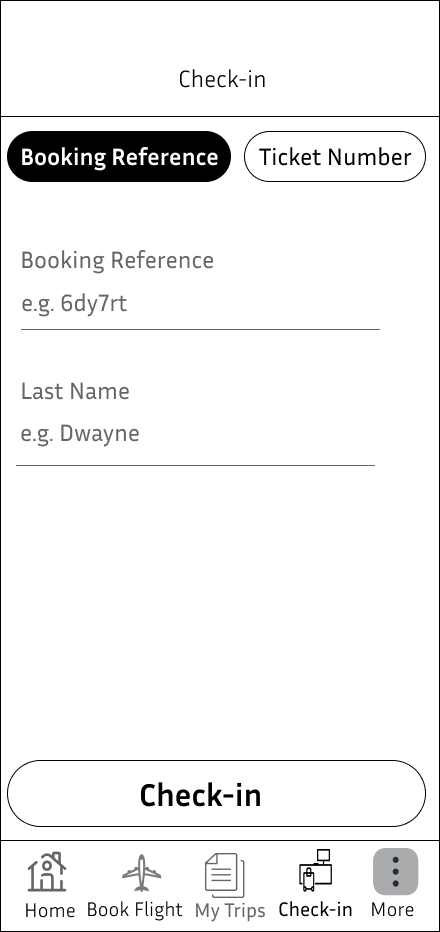 Check-in
Booking Reference Ticket Number
Booking Reference
e.g. 6dy7rt
Last Name
e.g. Dwayne
Check-in
Home Book Flight My Trips Check-in More